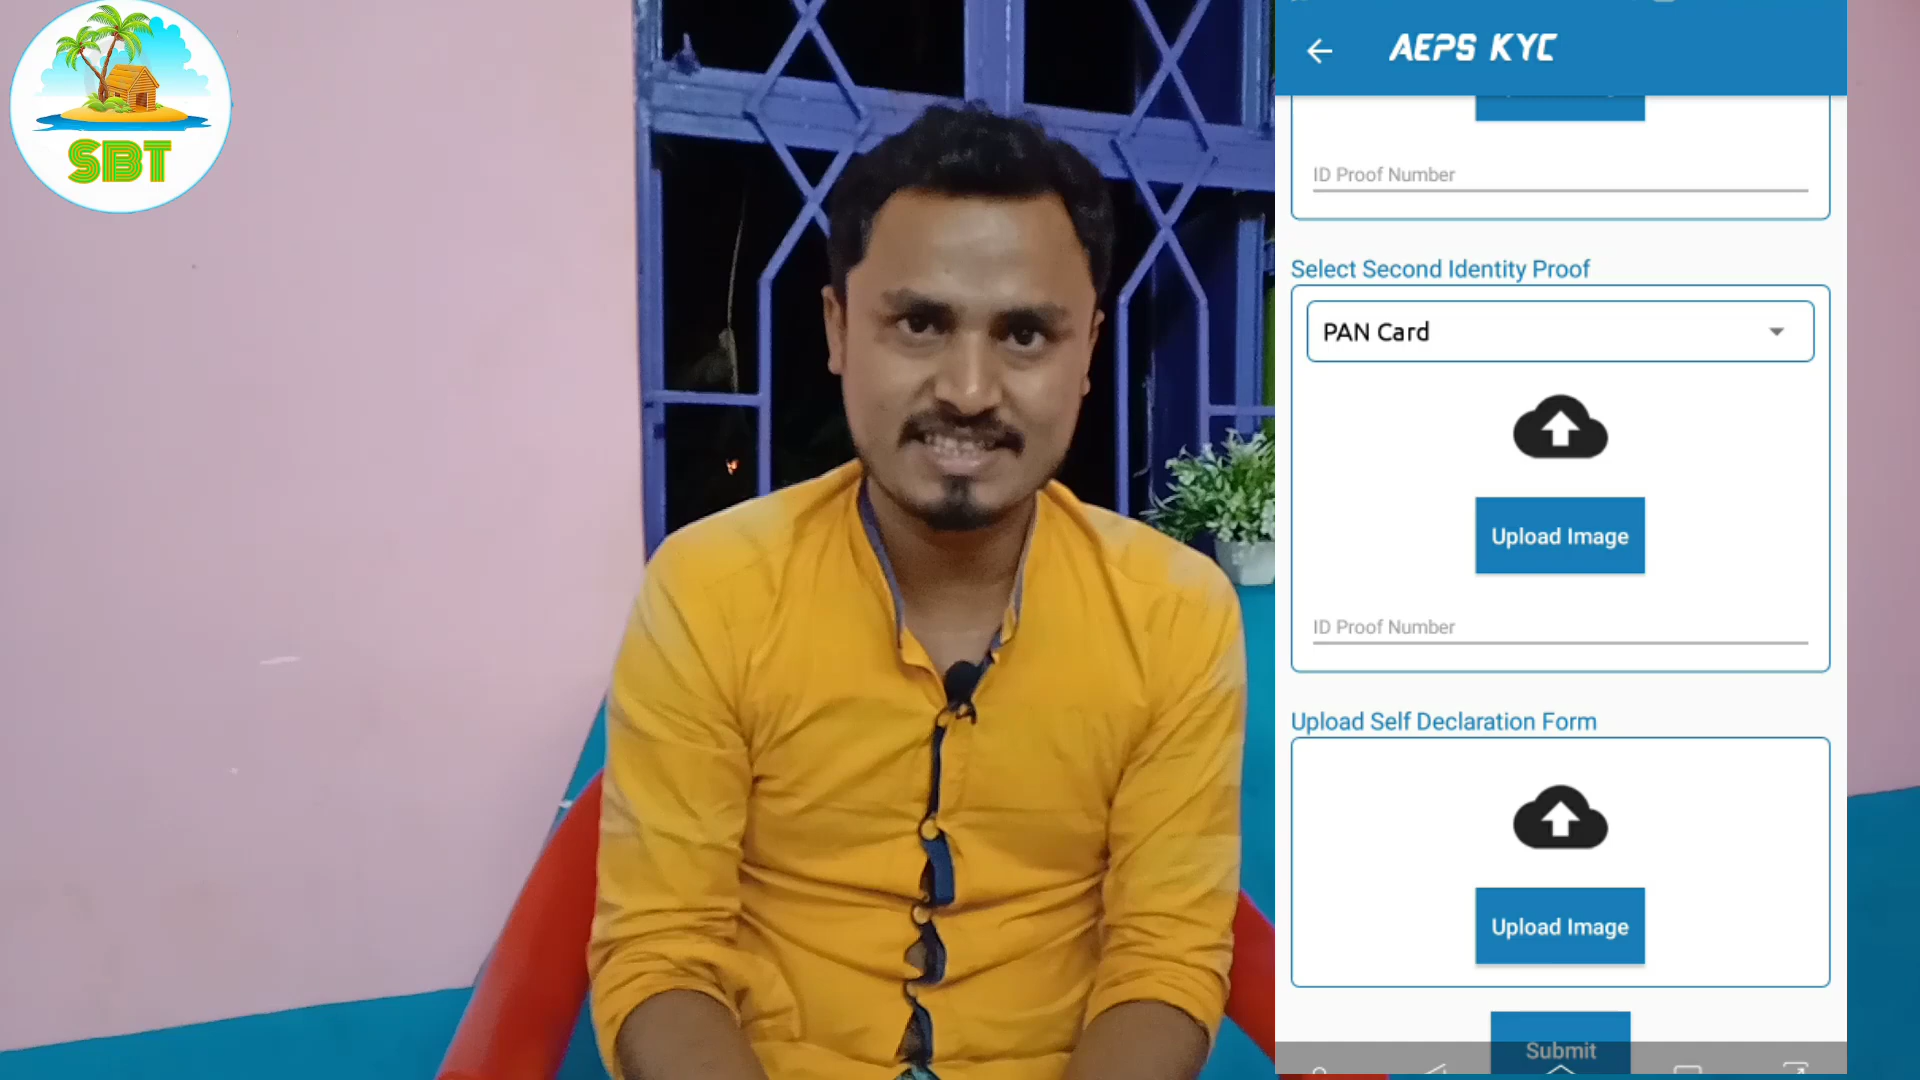 SBT
AEPS KYC
ID Proof Number
Select Second Identity Proof
PAN Card
Upload Image
ID Proof Number
Upload Self Declaration Form
Upload Image
Submit